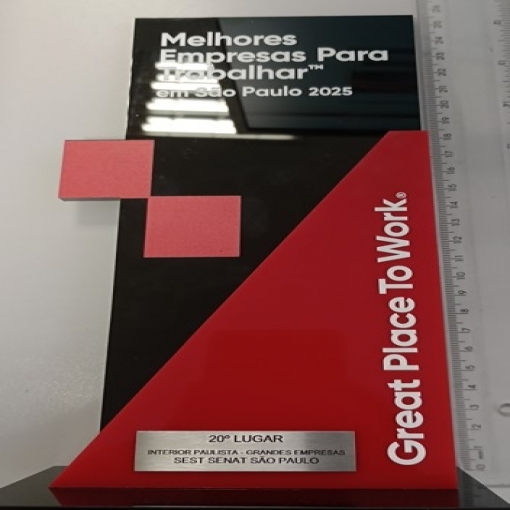 Melhores
Empresas Para
Trabalhar™
em São Paulo 2025
Great Place To Work®
20º LUGAR
INTERIOR PAULISTA - GRANDES EMPRESAS
SEST SENAT SÃO PAULO